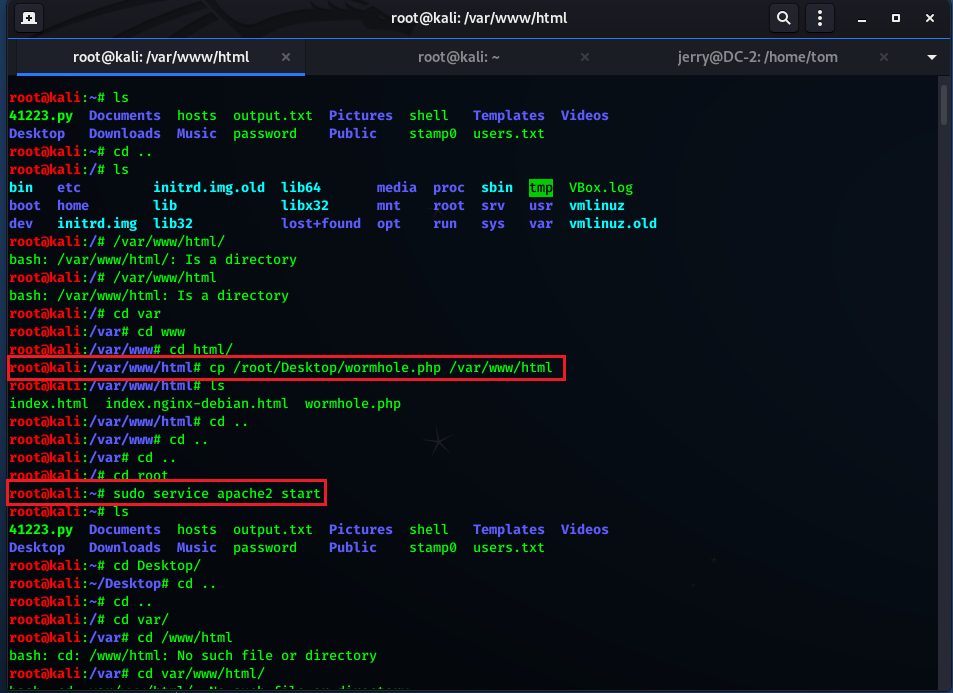 root@kali: /var/www/html
root@kali: /var/www/html × root@kali: ~ × jerry@DC-2: /home/tom ×
root@kali:~# ls
41223.py Documents hosts output.txt Pictures shell Templates Videos
Desktop Downloads Music password Public stamp0 users.txt
root@kali:~# cd ..
root@kali:/# ls
bin etc initrd.img.old lib64 media proc sbin tmp VBox.log
boot home lib libx32 mnt root srv usr vmlinuz
dev initrd.img lib32 lost+found opt run sys var vmlinuz.old
root@kali:/# /var/www/html/
bash: /var/www/html/: Is a directory
root@kali:/# /var/www/html
bash: /var/www/html: Is a directory
root@kali:/# cd var
root@kali:/var# cd www
root@kali:/var/www# cd html/
root@kali:/var/www/html# cp /root/Desktop/wormhole.php /var/www/html
root@kali:/var/www/html# ls
index.html index.nginx-debian.html wormhole.php
root@kali:/var/www/html# cd ..
root@kali:/var/www# cd ..
root@kali:/var# cd ..
root@kali:/# cd root
root@kali:~# sudo service apache2 start
root@kali:~# ls
41223.py Documents hosts output.txt Pictures shell Templates Videos
Desktop Downloads Music password Public stamp0 users.txt
root@kali:~# cd Desktop/
root@kali:~/Desktop# cd ..
root@kali:~# cd ..
root@kali:/# cd var/
root@kali:/var# cd /www/html
bash: cd: /www/html: No such file or directory
root@kali:/var# cd var/www/html/
bash: cd: var/www/html/: No such file or directory